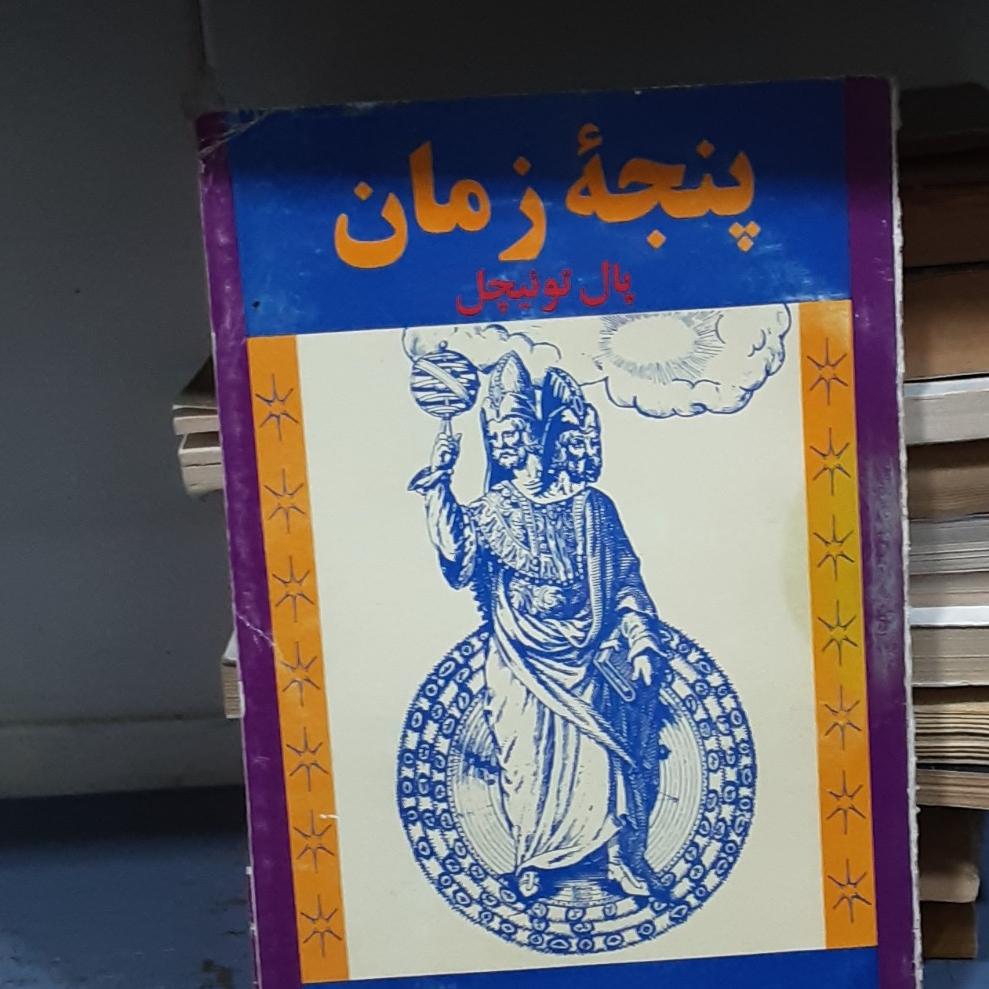 پنجهٔ زمان
پال توئیچل